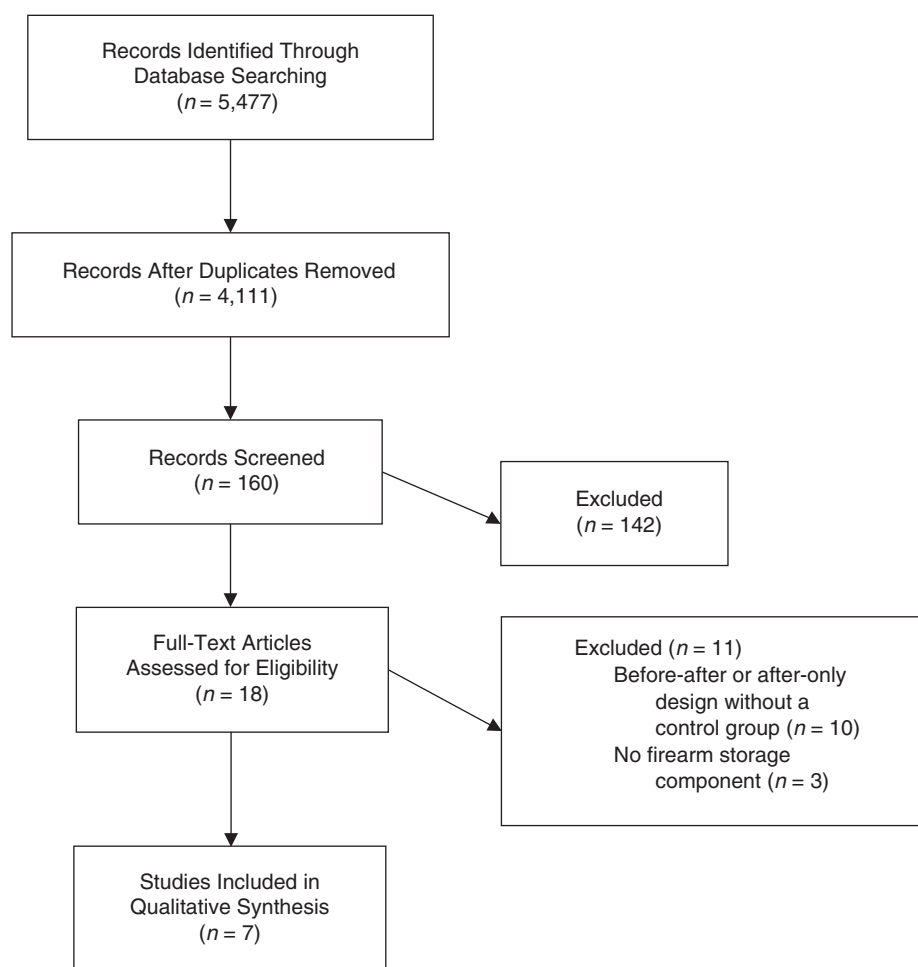 Records Identified Through
Database Searching
(n = 5,477)
Records After Duplicates Removed
(n = 4,111)
Records Screened
(n = 160)
Excluded
(n = 142)
Full-Text Articles
Assessed for Eligibility
(n = 18)
Excluded (n = 11)
Before-after or after-only
design without a
control group (n = 10)
No firearm storage
component (n = 3)
Studies Included in
Qualitative Synthesis
(n = 7)